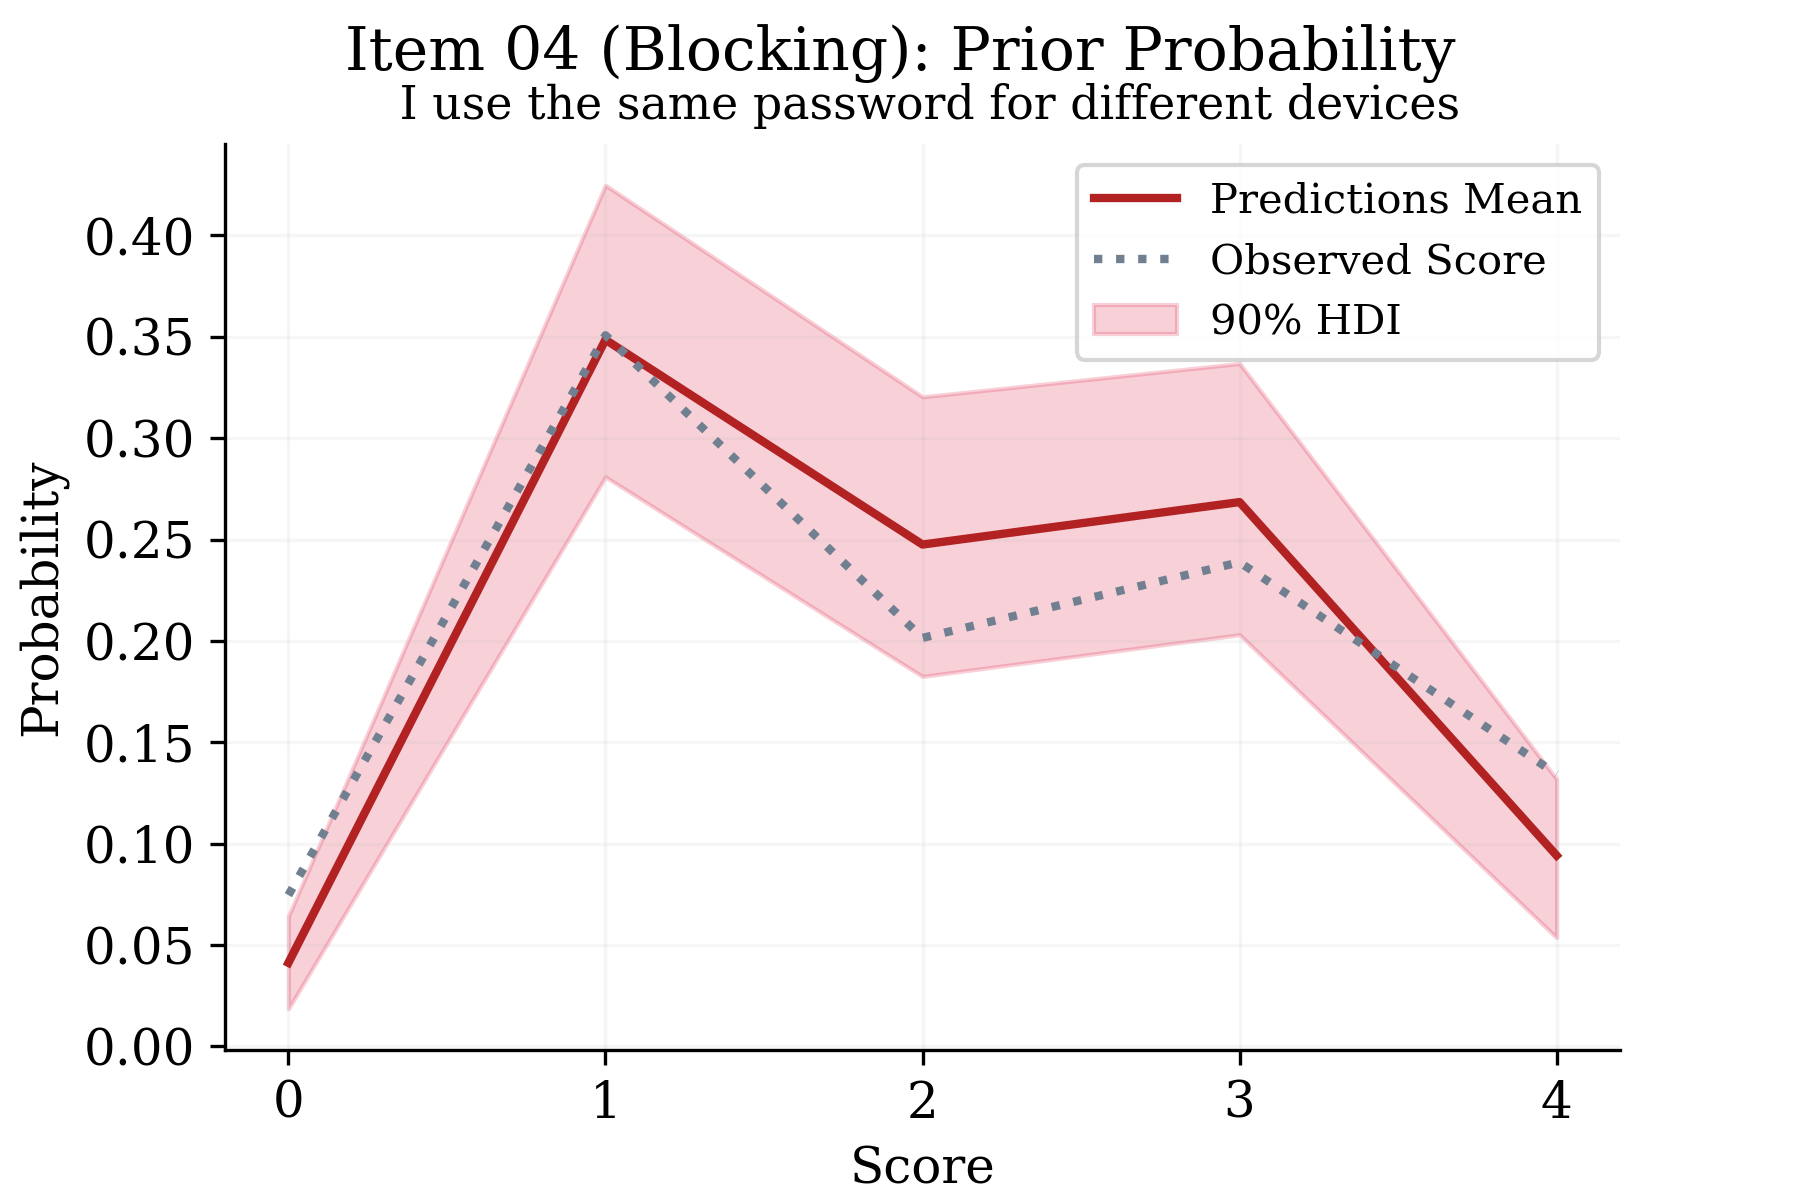 Item 04 (Blocking): Prior Probability
I use the same password for different devices
Predictions Mean
Observed Score
90% HDI
Probability
0.40
0.35
0.30
0.25
0.20
0.15
0.10
0.05
0.00
0 1 2 3 4
Score